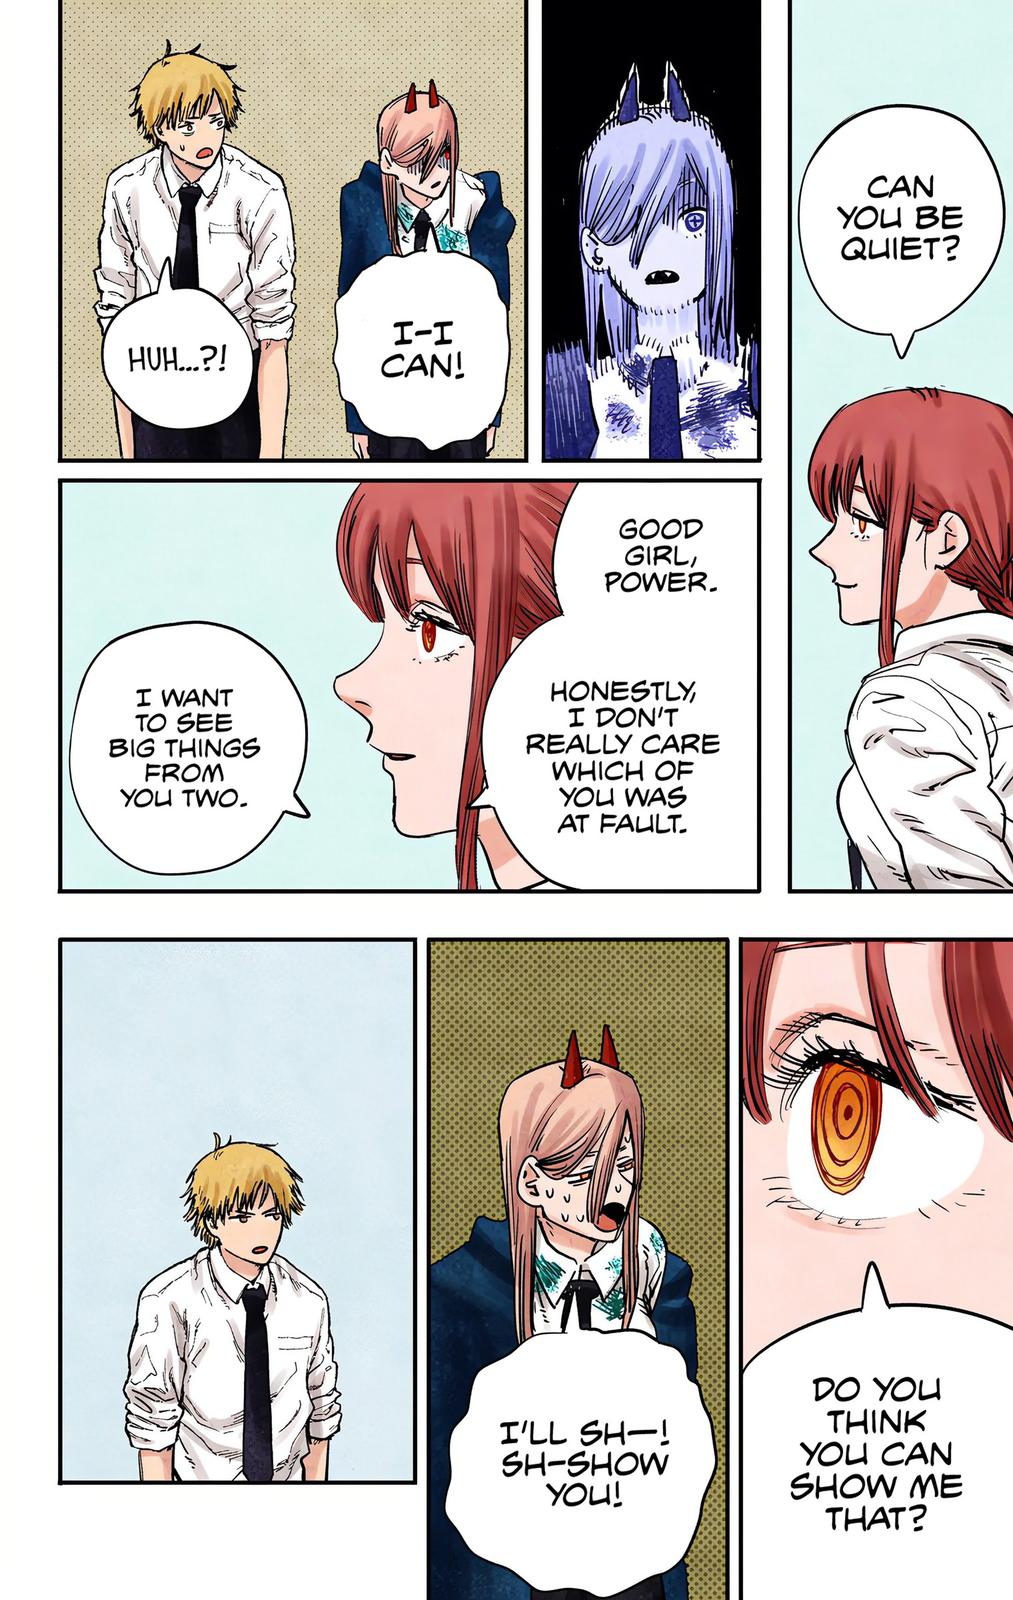 CAN
YOU BE
QUIET?
I-I
CAN!
HUH...?!
GOOD
GIRL,
POWER.
HONESTLY,
I DON'T
REALLY CARE
WHICH OF
YOU WAS
AT FAULT.
I WANT
TO SEE
BIG THINGS
FROM
YOU TWO.
DO YOU
THINK
YOU CAN
SHOW ME
THAT?
I'LL SH—!
SH-SHOW
YOU!